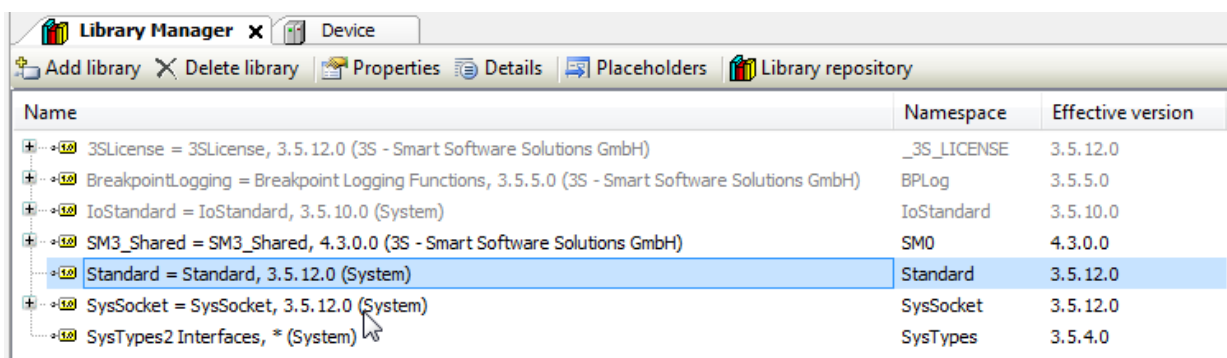 Library Manager Device
Add library Delete library Properties Details Placeholders Library repository
Name Namespace Effective version
3SLicense = 3SLicense, 3.5.12.0 (3S - Smart Software Solutions GmbH) _3S_LICENSE 3.5.12.0
BreakpointLogging = Breakpoint Logging Functions, 3.5.5.0 (3S - Smart Software Solutions GmbH) BPLog 3.5.5.0
IoStandard = IoStandard, 3.5.10.0 (System) IoStandard 3.5.10.0
SM3_Shared = SM3_Shared, 4.3.0.0 (3S - Smart Software Solutions GmbH) SM0 4.3.0.0
Standard = Standard, 3.5.12.0 (System) Standard 3.5.12.0
SysSocket = SysSocket, 3.5.12.0 (System) SysSocket 3.5.12.0
SysTypes2 Interfaces, * (System) SysTypes 3.5.4.0